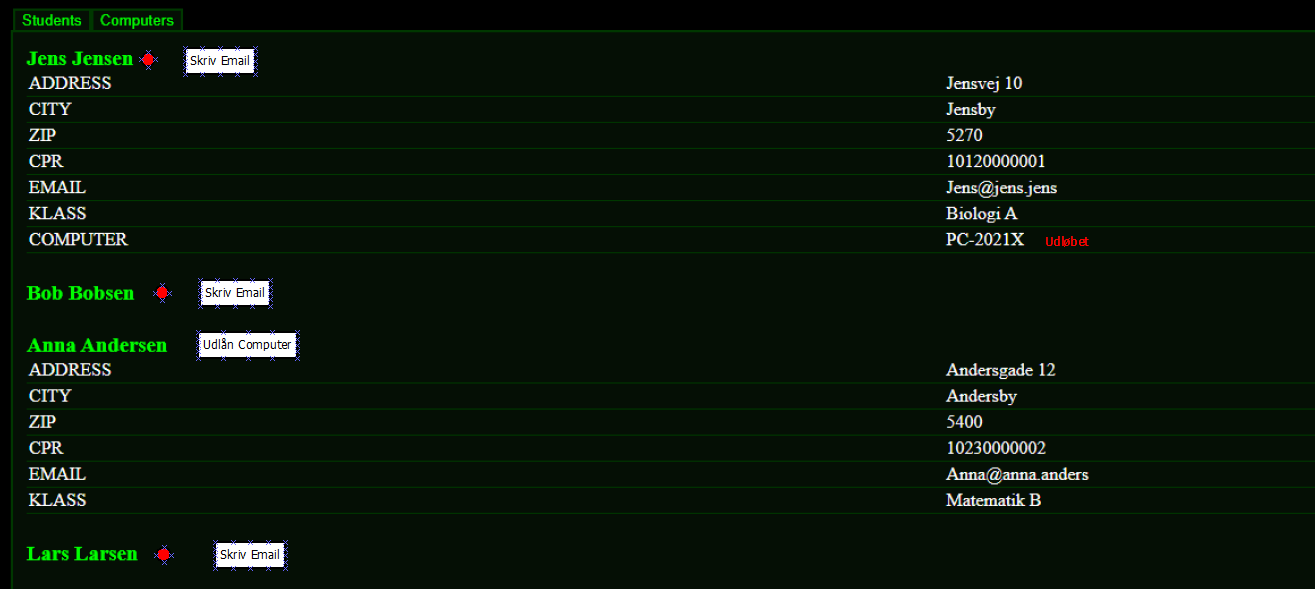 Students Computers
Jens Jensen Skriv Email
ADDRESS Jensvej 10
CITY Jensby
ZIP 5270
CPR 10120000001
EMAIL Jens@jens.jens
KLASS Biologi A
COMPUTER PC-2021X Udløbet
Bob Bobsen Skriv Email
Anna Andersen Udlån Computer
ADDRESS Andersgade 12
CITY Andersby
ZIP 5400
CPR 10230000002
EMAIL Anna@anna.anders
KLASS Matematik B
Lars Larsen Skriv Email